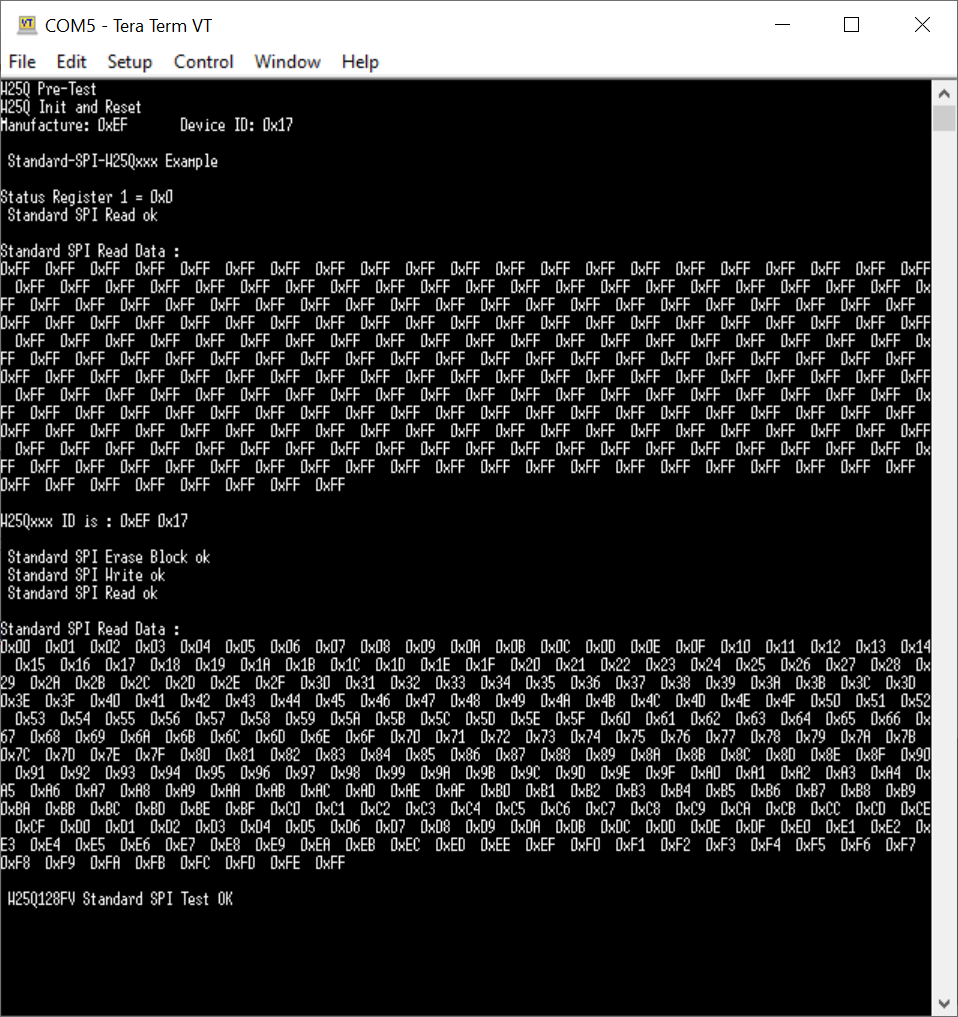 COM5 - Tera Term VT
File Edit Setup Control Window Help
W25Q Pre-Test
W25Q Init and Reset
Manufacture: 0xEF Device ID: 0x17
Standard-SPI-W25Qxxx Example
Status Register 1 = 0x0
Standard SPI Read ok
Standard SPI Read Data :
0xFF 0xFF 0xFF 0xFF 0xFF 0xFF 0xFF 0xFF 0xFF 0xFF 0xFF 0xFF 0xFF 0xFF 0xFF 0xFF 0xFF 0xFF 0xFF 0xFF 0xFF
0xFF 0xFF 0xFF 0xFF 0xFF 0xFF 0xFF 0xFF 0xFF 0xFF 0xFF 0xFF 0xFF 0xFF 0xFF 0xFF 0xFF 0xFF 0xFF 0xFF 0x
FF 0xFF 0xFF 0xFF 0xFF 0xFF 0xFF 0xFF 0xFF 0xFF 0xFF 0xFF 0xFF 0xFF 0xFF 0xFF 0xFF 0xFF 0xFF 0xFF 0xFF
0xFF 0xFF 0xFF 0xFF 0xFF 0xFF 0xFF 0xFF 0xFF 0xFF 0xFF 0xFF 0xFF 0xFF 0xFF 0xFF 0xFF 0xFF 0xFF 0xFF 0xFF
0xFF 0xFF 0xFF 0xFF 0xFF 0xFF 0xFF 0xFF 0xFF 0xFF 0xFF 0xFF 0xFF 0xFF 0xFF 0xFF 0xFF 0xFF 0xFF 0xFF 0x
FF 0xFF 0xFF 0xFF 0xFF 0xFF 0xFF 0xFF 0xFF 0xFF 0xFF 0xFF 0xFF 0xFF 0xFF 0xFF 0xFF 0xFF 0xFF 0xFF 0xFF
0xFF 0xFF 0xFF 0xFF 0xFF 0xFF 0xFF 0xFF 0xFF 0xFF 0xFF 0xFF 0xFF 0xFF 0xFF 0xFF 0xFF 0xFF 0xFF 0xFF 0xFF
0xFF 0xFF 0xFF 0xFF 0xFF 0xFF 0xFF 0xFF 0xFF 0xFF 0xFF 0xFF 0xFF 0xFF 0xFF 0xFF 0xFF 0xFF 0xFF 0xFF 0x
FF 0xFF 0xFF 0xFF 0xFF 0xFF 0xFF 0xFF 0xFF 0xFF 0xFF 0xFF 0xFF 0xFF 0xFF 0xFF 0xFF 0xFF 0xFF 0xFF 0xFF
0xFF 0xFF 0xFF 0xFF 0xFF 0xFF 0xFF 0xFF 0xFF 0xFF 0xFF 0xFF 0xFF 0xFF 0xFF 0xFF 0xFF 0xFF 0xFF 0xFF 0xFF
0xFF 0xFF 0xFF 0xFF 0xFF 0xFF 0xFF 0xFF 0xFF 0xFF 0xFF 0xFF 0xFF 0xFF 0xFF 0xFF 0xFF 0xFF 0xFF 0xFF 0x
FF 0xFF 0xFF 0xFF 0xFF 0xFF 0xFF 0xFF 0xFF 0xFF 0xFF 0xFF 0xFF 0xFF 0xFF 0xFF 0xFF 0xFF 0xFF 0xFF 0xFF
0xFF 0xFF 0xFF 0xFF 0xFF 0xFF 0xFF 0xFF
W25Qxxx ID is : 0xEF 0x17
Standard SPI Erase Block ok
Standard SPI Write ok
Standard SPI Read ok
Standard SPI Read Data :
0x00 0x01 0x02 0x03 0x04 0x05 0x06 0x07 0x08 0x09 0x0A 0x0B 0x0C 0x0D 0x0E 0x0F 0x10 0x11 0x12 0x13 0x14
0x15 0x16 0x17 0x18 0x19 0x1A 0x1B 0x1C 0x1D 0x1E 0x1F 0x20 0x21 0x22 0x23 0x24 0x25 0x26 0x27 0x28 0x
29 0x2A 0x2B 0x2C 0x2D 0x2E 0x2F 0x30 0x31 0x32 0x33 0x34 0x35 0x36 0x37 0x38 0x39 0x3A 0x3B 0x3C 0x3D
0x3E 0x3F 0x40 0x41 0x42 0x43 0x44 0x45 0x46 0x47 0x48 0x49 0x4A 0x4B 0x4C 0x4D 0x4E 0x4F 0x50 0x51 0x52
0x53 0x54 0x55 0x56 0x57 0x58 0x59 0x5A 0x5B 0x5C 0x5D 0x5E 0x5F 0x60 0x61 0x62 0x63 0x64 0x65 0x66 0x
67 0x68 0x69 0x6A 0x6B 0x6C 0x6D 0x6E 0x6F 0x70 0x71 0x72 0x73 0x74 0x75 0x76 0x77 0x78 0x79 0x7A 0x7B
0x7C 0x7D 0x7E 0x7F 0x80 0x81 0x82 0x83 0x84 0x85 0x86 0x87 0x88 0x89 0x8A 0x8B 0x8C 0x8D 0x8E 0x8F 0x90
0x91 0x92 0x93 0x94 0x95 0x96 0x97 0x98 0x99 0x9A 0x9B 0x9C 0x9D 0x9E 0x9F 0xA0 0xA1 0xA2 0xA3 0xA4 0x
A5 0xA6 0xA7 0xA8 0xA9 0xAA 0xAB 0xAC 0xAD 0xAE 0xAF 0xB0 0xB1 0xB2 0xB3 0xB4 0xB5 0xB6 0xB7 0xB8 0xB9
0xBA 0xBB 0xBC 0xBD 0xBE 0xBF 0xC0 0xC1 0xC2 0xC3 0xC4 0xC5 0xC6 0xC7 0xC8 0xC9 0xCA 0xCB 0xCC 0xCD 0xCE
0xCF 0xD0 0xD1 0xD2 0xD3 0xD4 0xD5 0xD6 0xD7 0xD8 0xD9 0xDA 0xDB 0xDC 0xDD 0xDE 0xDF 0xE0 0xE1 0xE2 0x
E3 0xE4 0xE5 0xE6 0xE7 0xE8 0xE9 0xEA 0xEB 0xEC 0xED 0xEE 0xEF 0xF0 0xF1 0xF2 0xF3 0xF4 0xF5 0xF6 0xF7
0xF8 0xF9 0xFA 0xFB 0xFC 0xFD 0xFE 0xFF
W25Q128FV Standard SPI Test OK